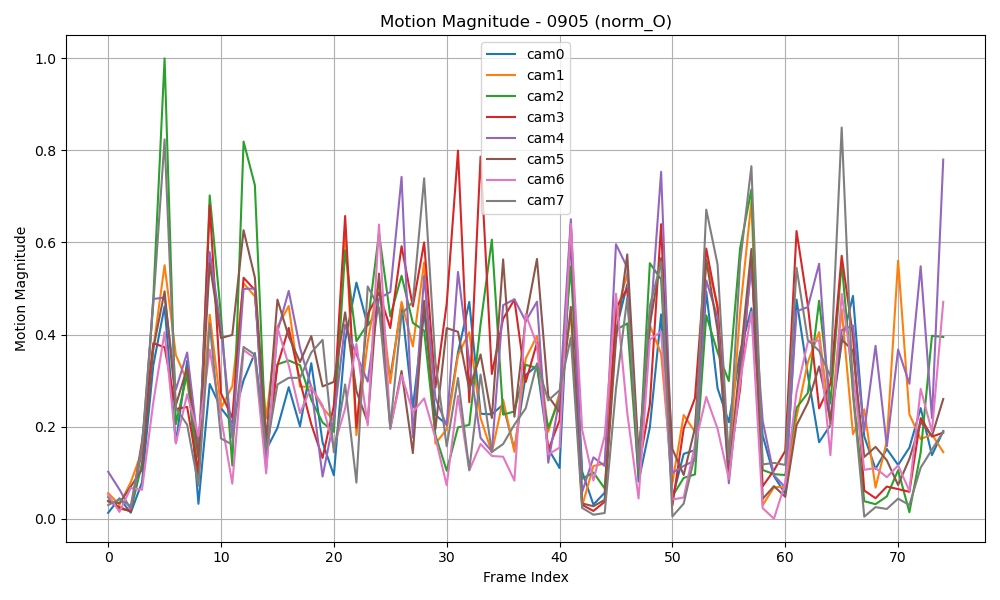 Motion Magnitude - 0905 (norm_O)
Motion Magnitude
1.0
0.8
0.6
0.4
0.2
0.0
cam0
cam1
cam2
cam3
cam4
cam5
cam6
cam7
0 10 20 30 40 50 60 70
Frame Index